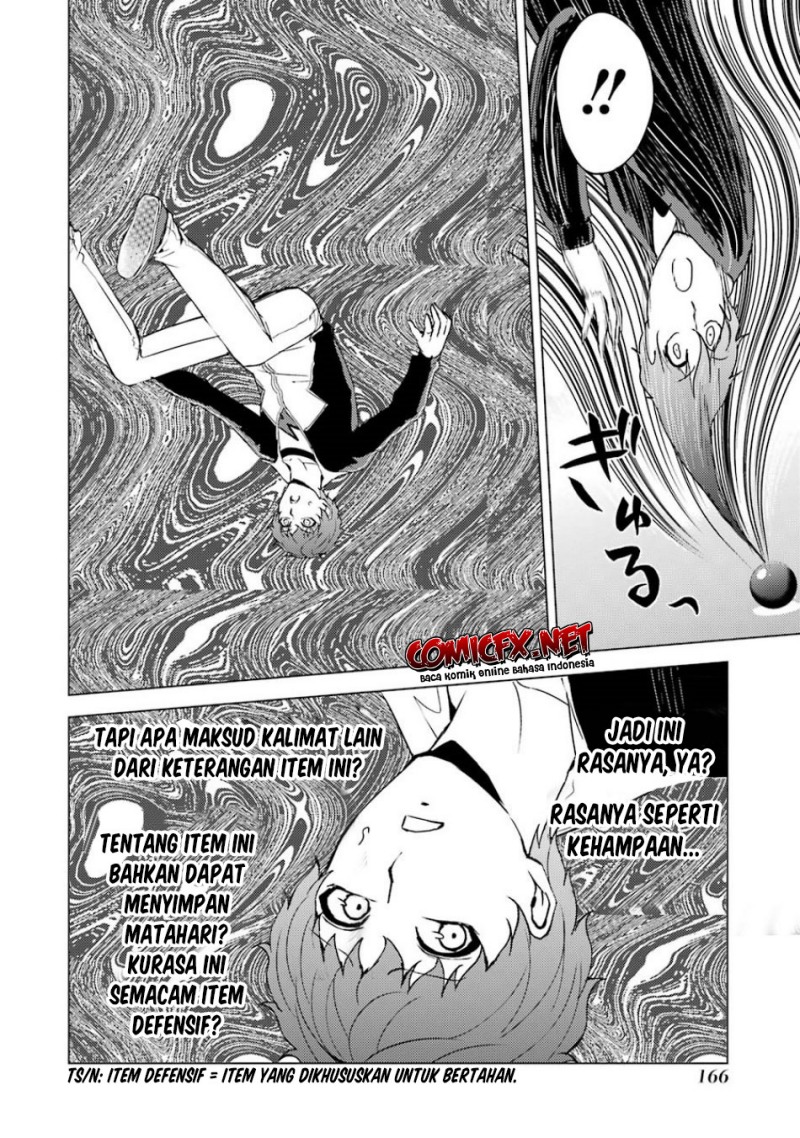 !!
ギュるっ
COMICFX.NET
Baca Komik Online Bahasa Indonesia
JADI INI
RASANYA, YA?
RASANYA SEPERTI
KEHAMPAAN...
TAPI APA MAKSUD KALIMAT LAIN
DARI KETERANGAN ITEM INI?
TENTANG ITEM INI
BAHKAN DAPAT
MENYIMPAN
MATAHARI?
KURASA INI
SEMACAM ITEM
DEFENSIF?
TS/N: ITEM DEFENSIF = ITEM YANG DIKHUSUSKAN UNTUK BERTAHAN.
166